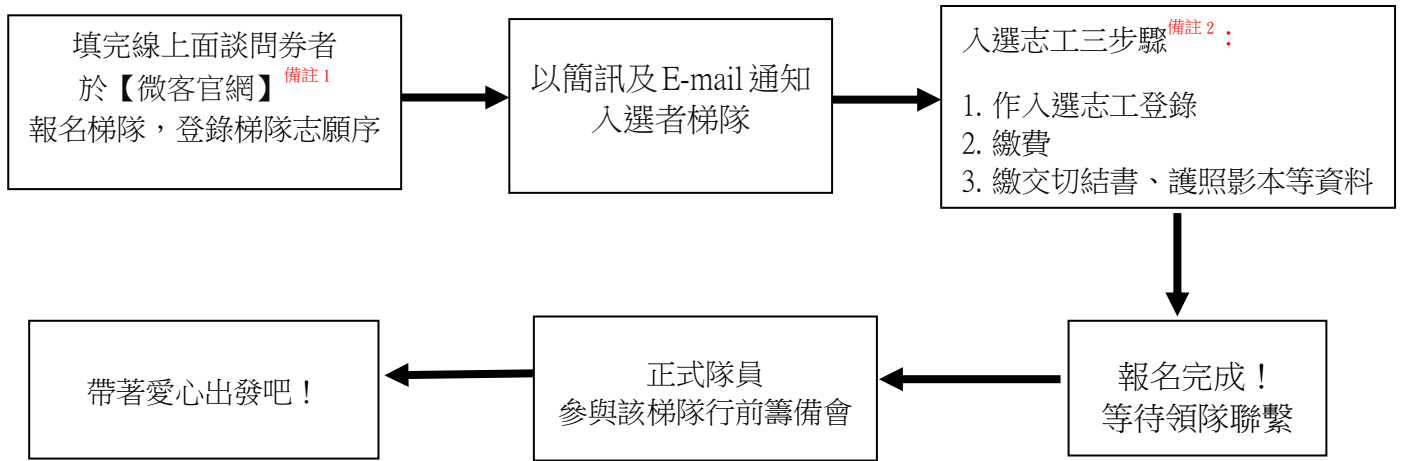 填完線上面談問券者
於【微客官網】備註1
報名梯隊，登錄梯隊志願序
以簡訊及E-mail通知
入選者梯隊
入選志工三步驟備註2：
1. 作入選志工登錄
2. 繳費
3. 繳交切結書、護照影本等資料
報名完成！
等待領隊聯繫
正式隊員
參與該梯隊行前籌備會
帶著愛心出發吧！